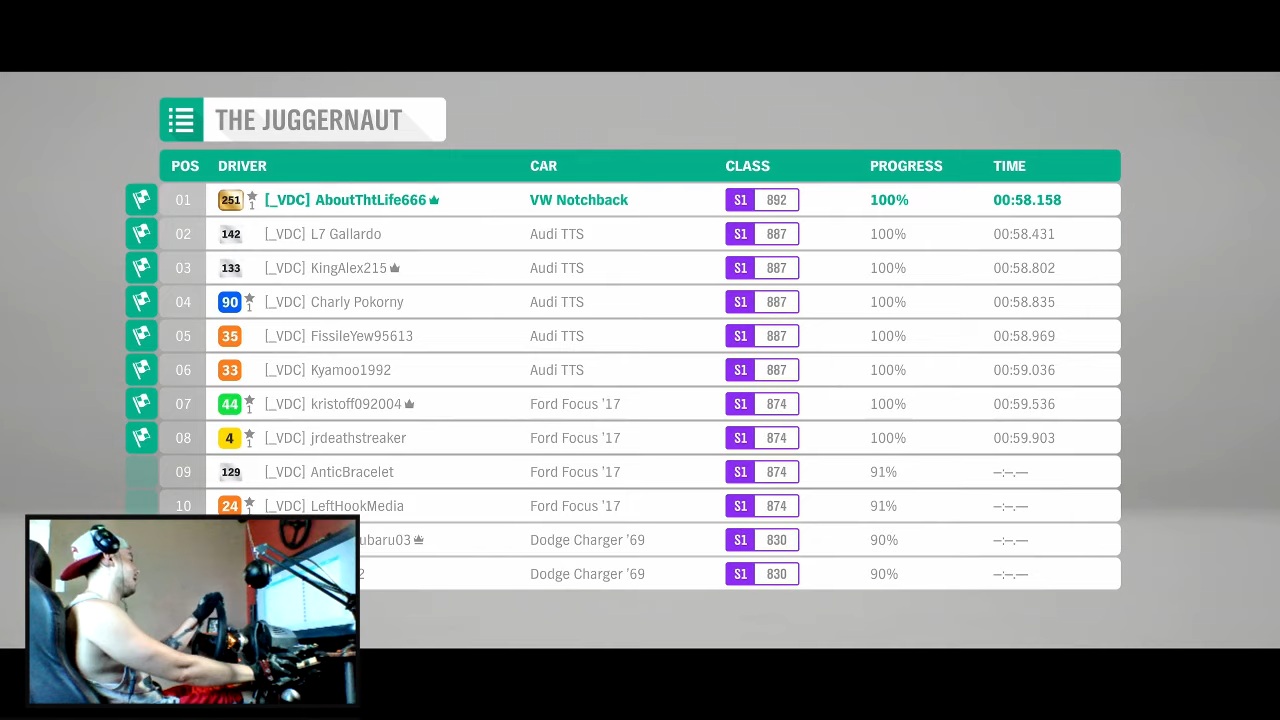 THE JUGGERNAUT
POS DRIVER CAR CLASS PROGRESS TIME
01 251 1 [_VDC] AboutThtLife666 VW Notchback S1 892 100% 00:58.158
02 142 [_VDC] L7 Gallardo Audi TTS S1 887 100% 00:58.431
03 133 [_VDC] KingAlex215 Audi TTS S1 887 100% 00:58.802
04 90 1 [_VDC] Charly Pokorny Audi TTS S1 887 100% 00:58.835
05 35 [_VDC] FissileYew95613 Audi TTS S1 887 100% 00:58.969
06 33 [_VDC] Kyamoo1992 Audi TTS S1 887 100% 00:59.036
07 44 1 [_VDC] kristoff092004 Ford Focus '17 S1 874 100% 00:59.536
08 4 1 [_VDC] jrdeathstreaker Ford Focus '17 S1 874 100% 00:59.903
09 129 [_VDC] AnticBracelet Ford Focus '17 S1 874 91% --:--.---
10 24 1 [_VDC] LeftHookMedia Ford Focus '17 S1 874 91% --:--.---
ubaru03 Dodge Charger '69 S1 830 90% --:--.---
2 Dodge Charger '69 S1 830 90% --:--.---